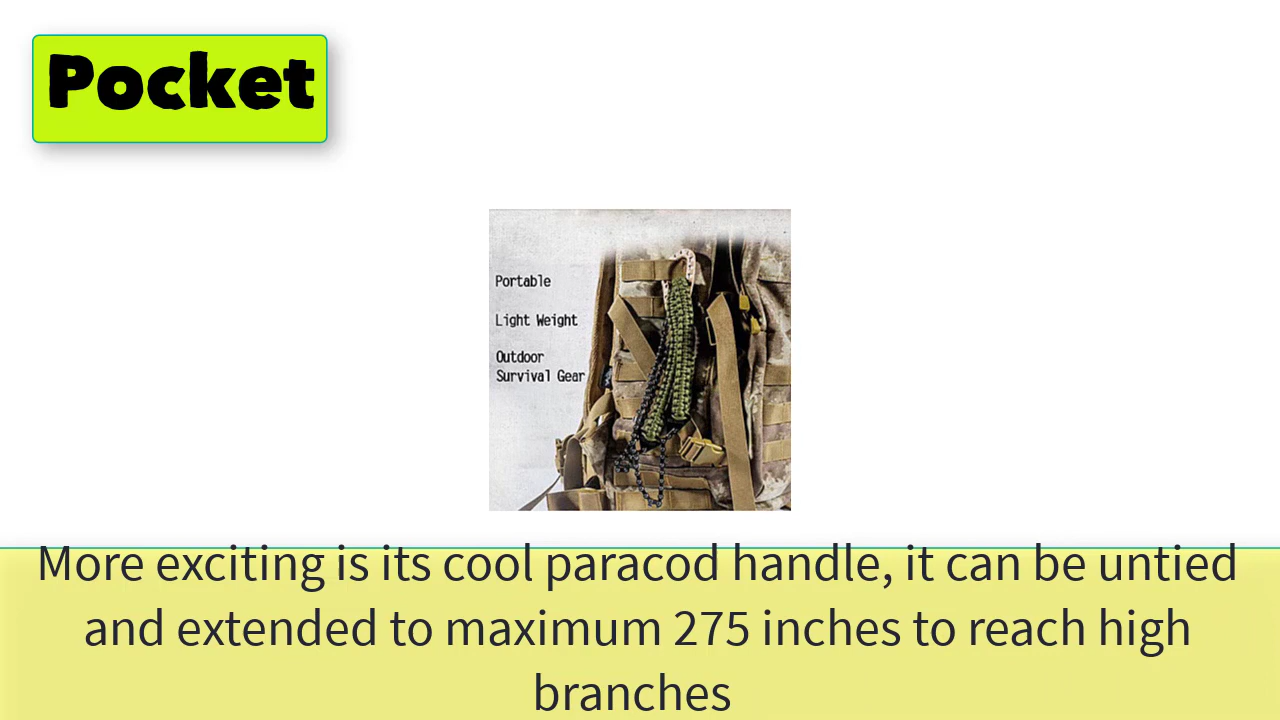 Pocket
Portable
Light Weight
Outdoor
Survival Gear
More exciting is its cool paracod handle, it can be untied
and extended to maximum 275 inches to reach high
branches